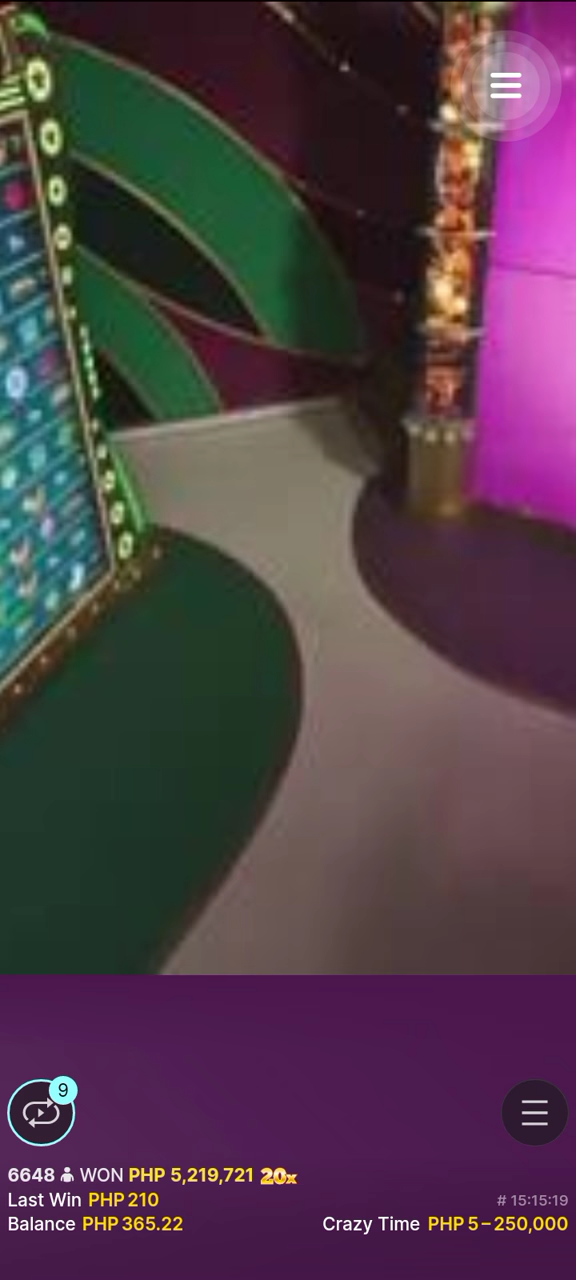 9
6648 WON PHP 5,219,721 20x
Last Win PHP 210
# 15:15:19
Balance PHP 365.22
Crazy Time PHP 5 – 250,000